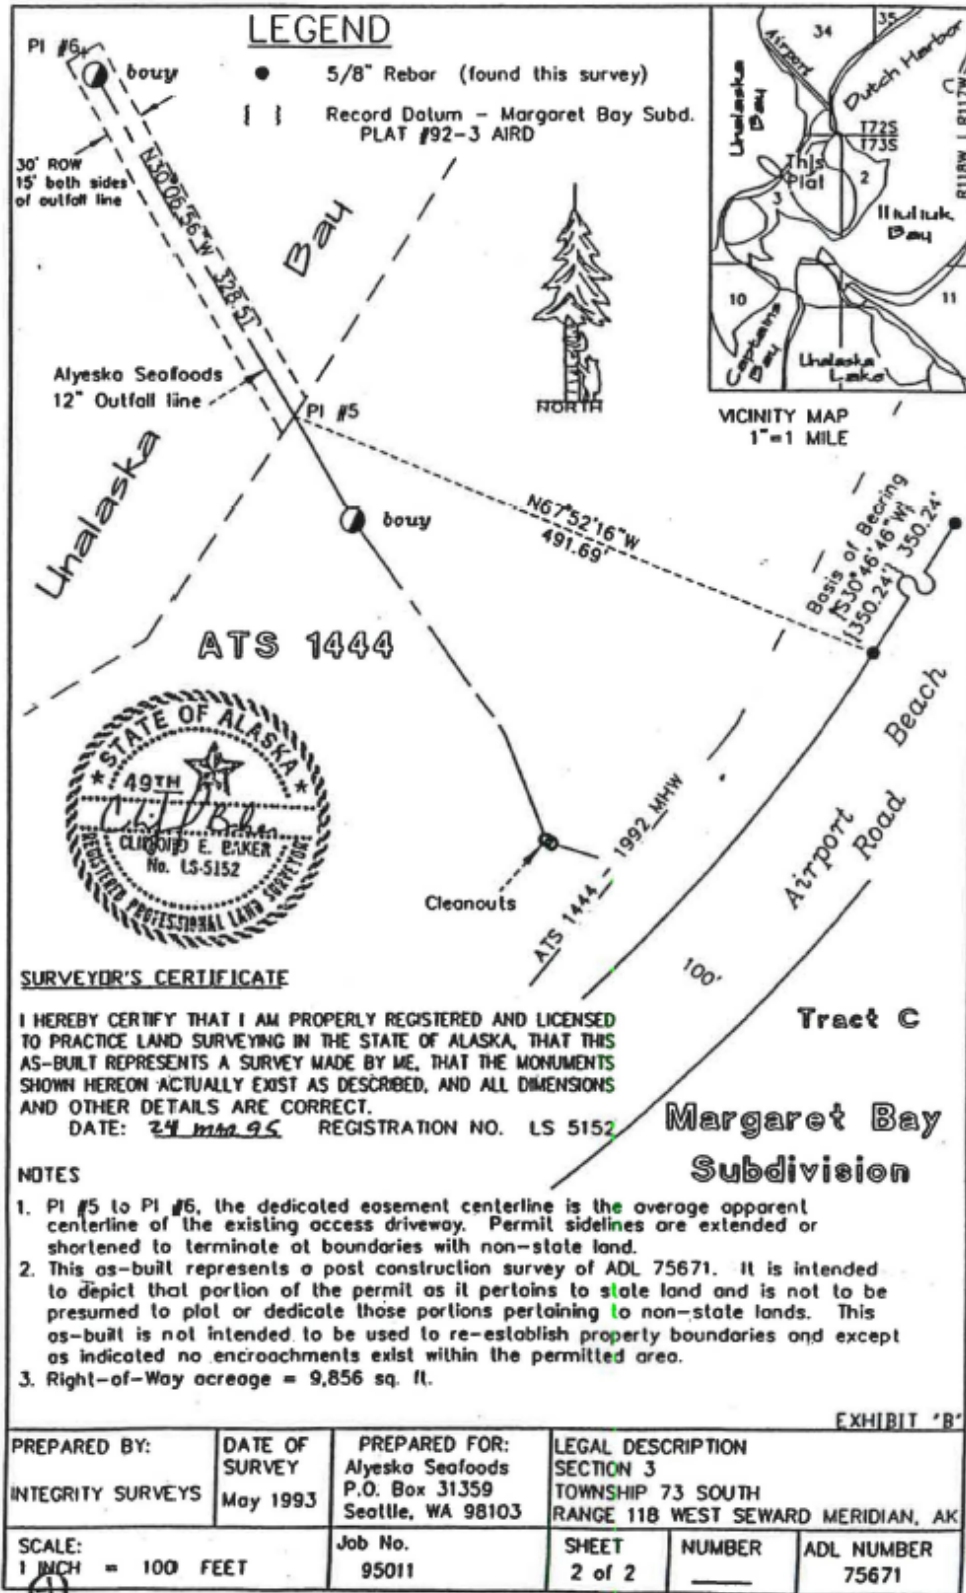 LEGEND
5/8" Rebar (found this survey)
Record Datum - Margaret Bay Subd.
PLAT #92-3 AIRD
PI #6
bouy
30' ROW
15' both sides
of outfall line
N30°06'56"W 328.51
Alyeska Seafoods
12" Outfall line
PI #5
Unalaska Bay
bouy
NORTH
N67°52'16"W
491.69'
34
35
Airport
Dutch Harbor
Unalaska
Bay
T72S
T73S
R118W | R117W
This
Plat
2
3
Iliuliuk
Bay
10
11
Captains
Bay
Unalaska
Lake
VICINITY MAP
1"=1 MILE
Basis of Bearing
[S30°46'46"W]
[350.24'] 350.24'
ATS 1444
STATE OF ALASKA
49TH
CLIFFORD E. BAKER
No. LS-5152
REGISTERED PROFESSIONAL LAND SURVEYOR
Cleanouts
ATS 1444 - 1992 MHW
Airport Beach
Road
100'
Tract C
Margaret Bay
Subdivision
SURVEYOR'S CERTIFICATE
I HEREBY CERTIFY THAT I AM PROPERLY REGISTERED AND LICENSED
TO PRACTICE LAND SURVEYING IN THE STATE OF ALASKA, THAT THIS
AS-BUILT REPRESENTS A SURVEY MADE BY ME, THAT THE MONUMENTS
SHOWN HEREON ACTUALLY EXIST AS DESCRIBED, AND ALL DIMENSIONS
AND OTHER DETAILS ARE CORRECT.
DATE: 24 MAR 95 REGISTRATION NO. LS 5152
NOTES
1. PI #5 to PI #6, the dedicated easement centerline is the average apparent
centerline of the existing access driveway. Permit sidelines are extended or
shortened to terminate at boundaries with non-state land.
2. This as-built represents a post construction survey of ADL 75671. It is intended
to depict that portion of the permit as it pertains to state land and is not to be
presumed to plat or dedicate those portions pertaining to non-state lands. This
as-built is not intended to be used to re-establish property boundaries and except
as indicated no encroachments exist within the permitted area.
3. Right-of-Way acreage = 9,856 sq. ft.
EXHIBIT 'B'
PREPARED BY:
INTEGRITY SURVEYS
DATE OF
SURVEY
May 1993
PREPARED FOR:
Alyeska Seafoods
P.O. Box 31359
Seattle, WA 98103
LEGAL DESCRIPTION
SECTION 3
TOWNSHIP 73 SOUTH
RANGE 118 WEST SEWARD MERIDIAN, AK
SCALE:
1 INCH = 100 FEET
Job No.
95011
SHEET
2 of 2
NUMBER
ADL NUMBER
75671